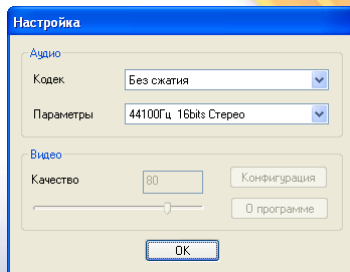 Настройка
Аудио
Кодек Без сжатия
Параметры 44100Гц 16bits Стерео
Видео
Качество 80 Конфигурация
О программе
OK